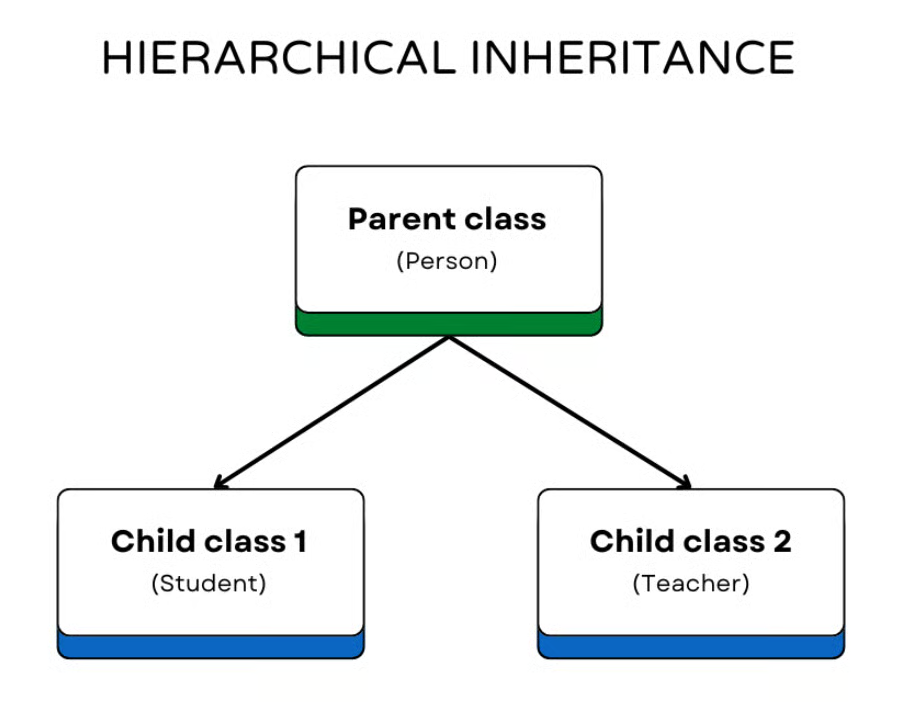 HIERARCHICAL INHERITANCE
Parent class
(Person)
Child class 1
(Student)
Child class 2
(Teacher)